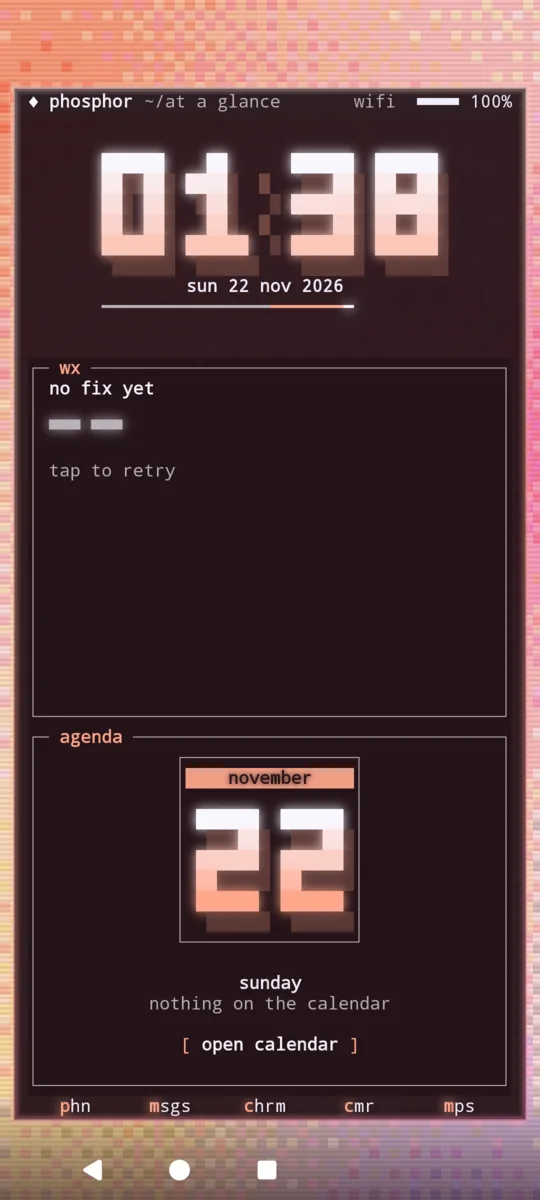 ♦ phosphor ~/at a glance wifi 100%
01:38
sun 22 nov 2026
wx
no fix yet
--
tap to retry
agenda
november
22
sunday
nothing on the calendar
[ open calendar ]
phn msgs chrm cmr mps